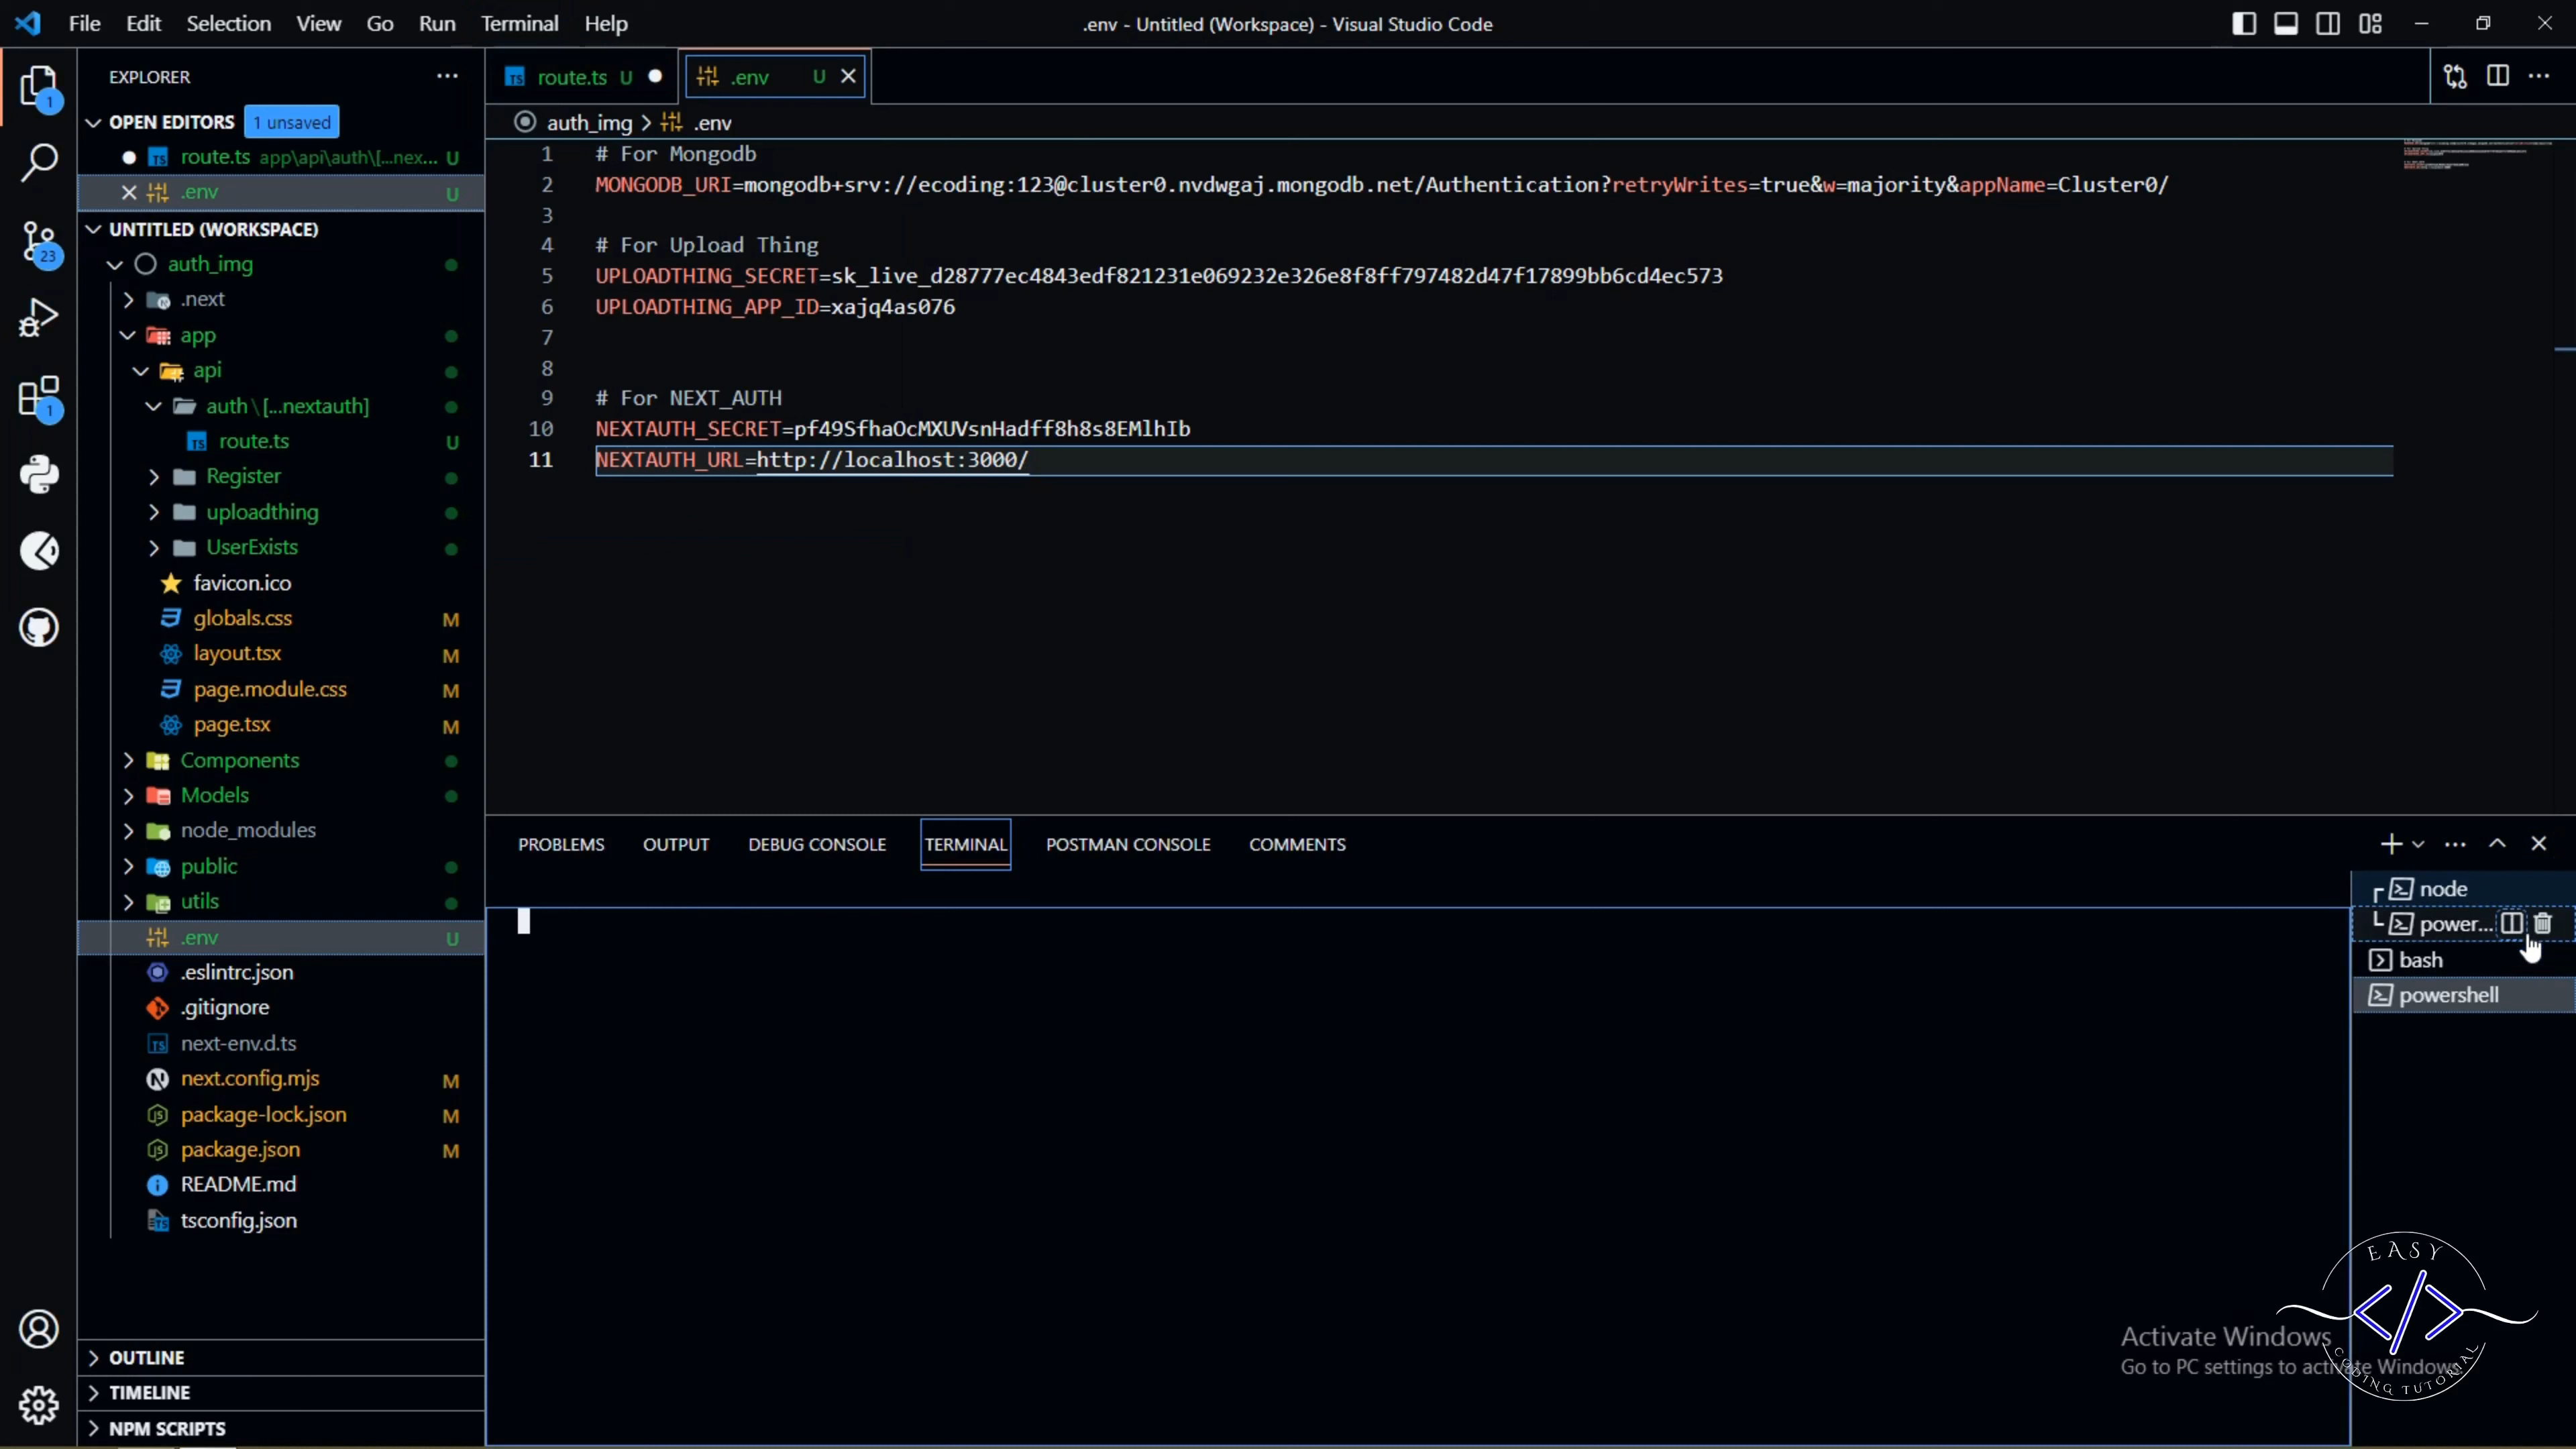 File Edit Selection View Go Run Terminal Help
.env - Untitled (Workspace) - Visual Studio Code
EXPLORER
OPEN EDITORS 1 unsaved
route.ts app\api\auth\[...nex... U
.env U
UNTITLED (WORKSPACE)
auth_img
.next
app
api
auth\[...nextauth]
route.ts U
Register
uploadthing
UserExists
favicon.ico
globals.css M
layout.tsx M
page.module.css M
page.tsx M
Components
Models
node_modules
public
utils
.env U
.eslintrc.json
.gitignore
next-env.d.ts
next.config.mjs M
package-lock.json M
package.json M
README.md
tsconfig.json
OUTLINE
TIMELINE
NPM SCRIPTS
1
23
1
route.ts U
.env U
auth_img > .env
1 # For Mongodb
2 MONGODB_URI=mongodb+srv://ecoding:123@cluster0.nvdwgaj.mongodb.net/Authentication?retryWrites=true&w=majority&appName=Cluster0/
3
4 # For Upload Thing
5 UPLOADTHING_SECRET=sk_live_d28777ec4843edf821231e069232e326e8f8ff797482d47f17899bb6cd4ec573
6 UPLOADTHING_APP_ID=xajq4as076
7
8
9 # For NEXT_AUTH
10 NEXTAUTH_SECRET=pf49SfhaOcMXUVsnHadff8h8s8EMlhIb
11 NEXTAUTH_URL=http://localhost:3000/
PROBLEMS OUTPUT DEBUG CONSOLE TERMINAL POSTMAN CONSOLE COMMENTS
node
power...
bash
powershell
Activate Windows
Go to PC settings to activate Windows.
EASY
</>
CODING TUTORIAL